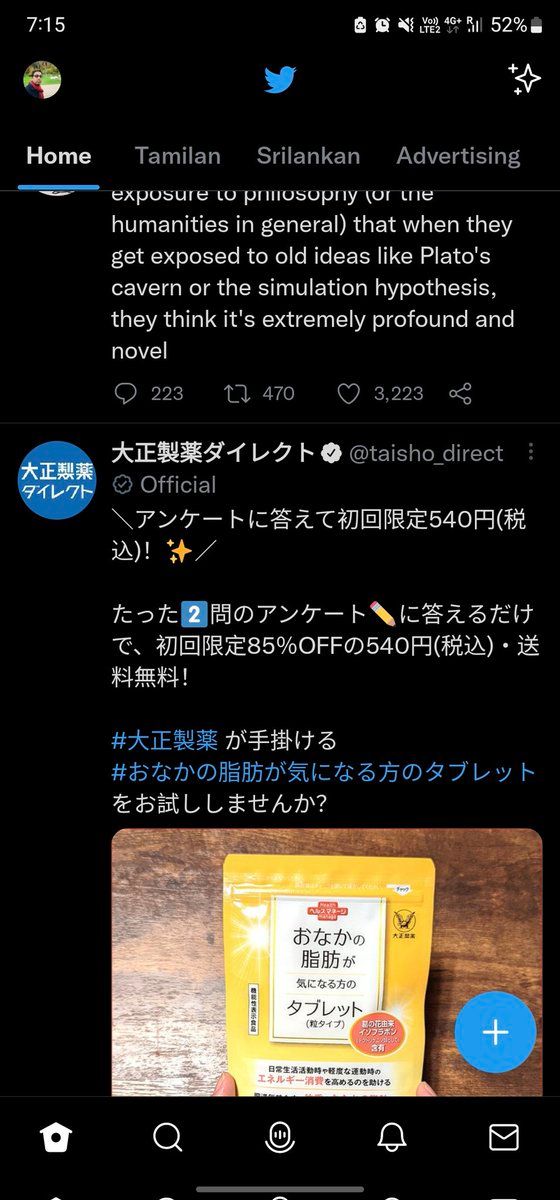 7:15
Vo))
LTE2
4G+
R
52%
Home Tamilan Srilankan Advertising
exposure to philosophy (or the
humanities in general) that when they
get exposed to old ideas like Plato's
cavern or the simulation hypothesis,
they think it's extremely profound and
novel
223 470 3,223
大正製薬
ダイレクト
大正製薬ダイレクト @taisho_direct
Official
＼アンケートに答えて初回限定540円(税
込)！✨／
たった2️⃣問のアンケート✏️に答えるだけ
で、初回限定85％OFFの540円(税込)・送
料無料！
#大正製薬 が手掛ける
#おなかの脂肪が気になる方のタブレット
をお試ししませんか？
チャック
Health
ヘルスマネージ
Manage
大正製薬
おなかの
脂肪が
気になる方の
タブレット
(粒タイプ)
機能性表示食品
葛の花由来
イソフラボン
含有
日常生活活動時や軽度な運動時の
エネルギー消費を高めるのを助ける